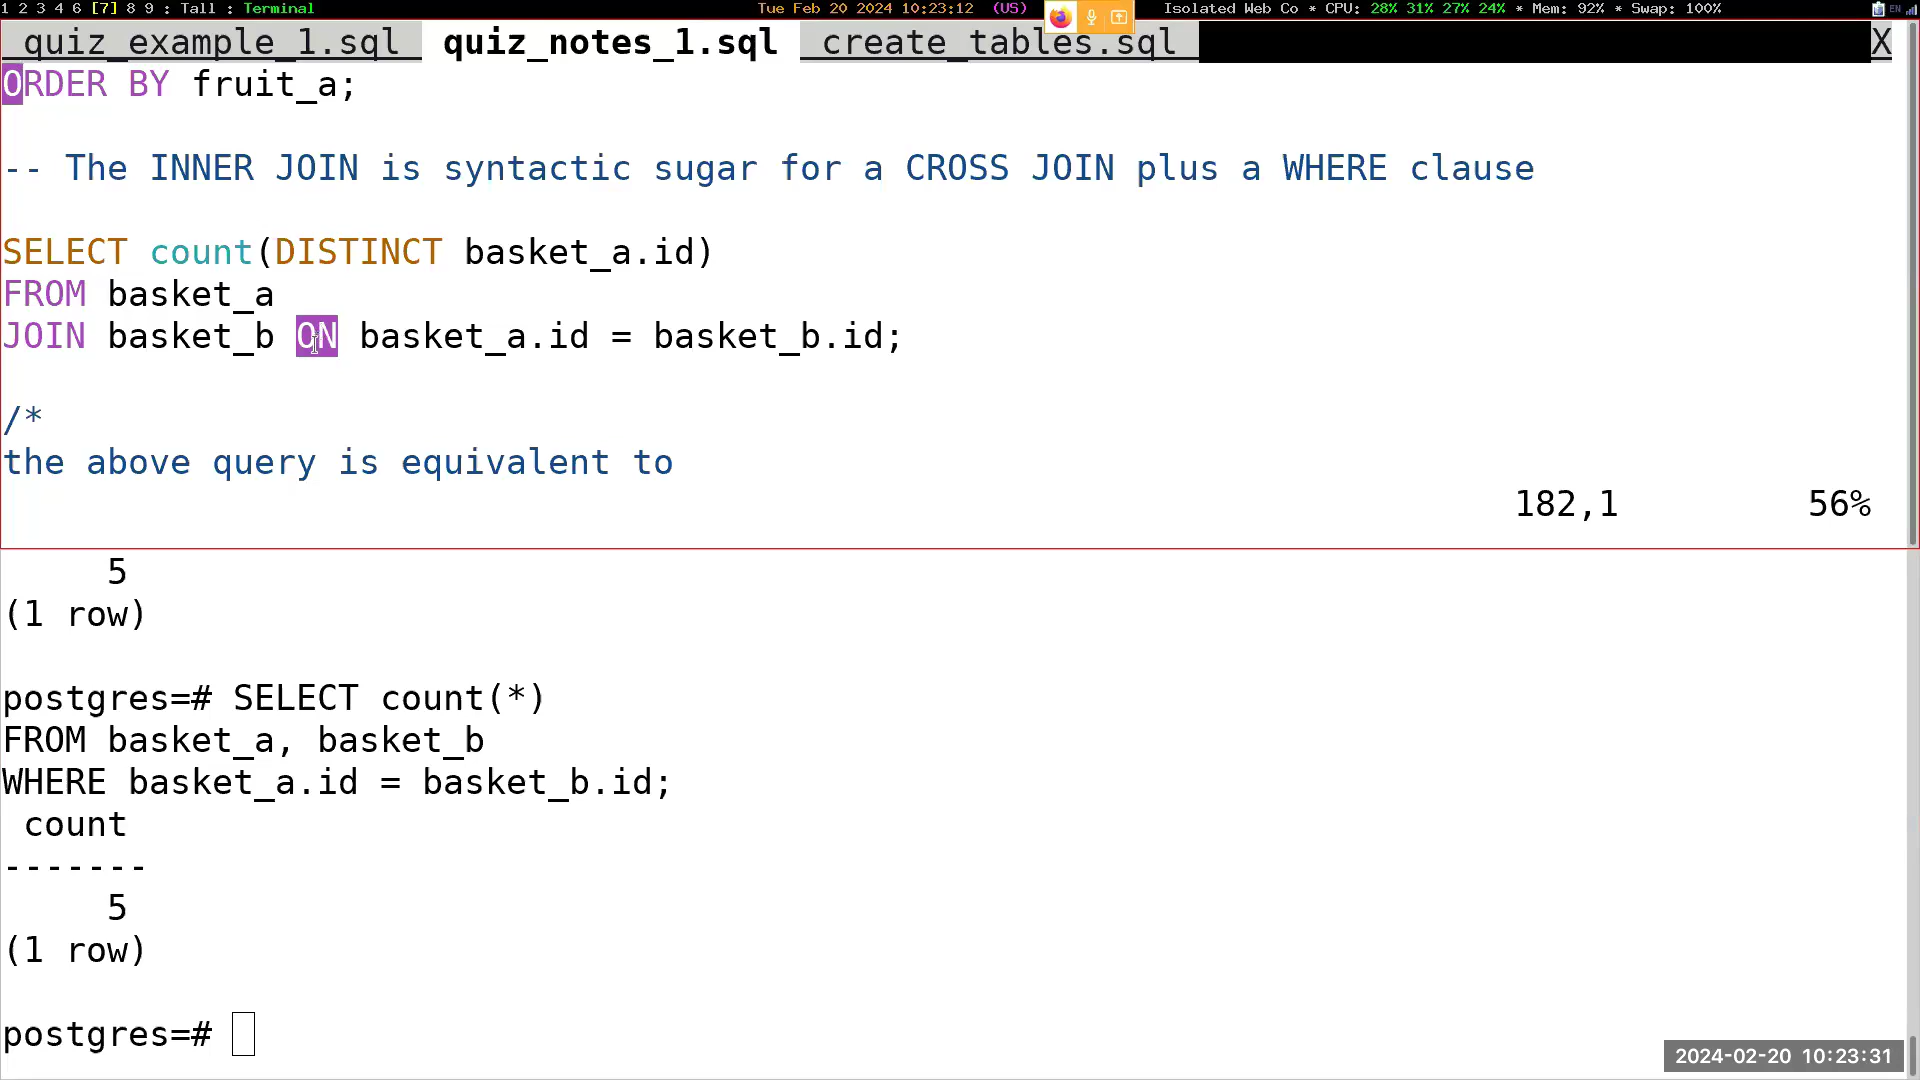 1 2 3 4 6 [7] 8 9 : Tall : Terminal
Tue Feb 20 2024 10:23:12 (US)
Isolated Web Co * CPU: 28% 31% 27% 24% * Mem: 92% * Swap: 100%
EN
quiz_example_1.sql quiz_notes_1.sql create_tables.sql X
ORDER BY fruit_a;
-- The INNER JOIN is syntactic sugar for a CROSS JOIN plus a WHERE clause
SELECT count(DISTINCT basket_a.id)
FROM basket_a
JOIN basket_b ON basket_a.id = basket_b.id;
/*
the above query is equivalent to
182,1 56%
5
(1 row)
postgres=# SELECT count(*)
FROM basket_a, basket_b
WHERE basket_a.id = basket_b.id;
count
-------
5
(1 row)
postgres=#
2024-02-20 10:23:31